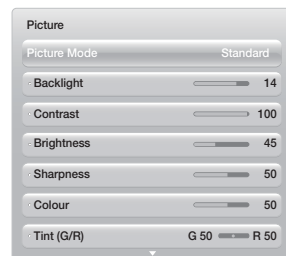 Picture
Picture Mode Standard
Backlight 14
Contrast 100
Brightness 45
Sharpness 50
Colour 50
Tint (G/R) G 50 R 50